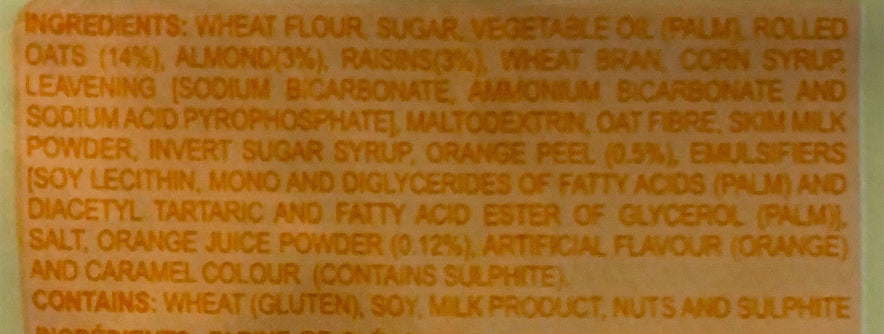 INGREDIENTS: WHEAT FLOUR, SUGAR, VEGETABLE OIL (PALM), ROLLED
OATS (14%), ALMOND(3%), RAISINS(3%), WHEAT BRAN, CORN SYRUP,
LEAVENING [SODIUM BICARBONATE, AMMONIUM BICARBONATE AND
SODIUM ACID PYROPHOSPHATE], MALTODEXTRIN, OAT FIBRE, SKIM MILK
POWDER, INVERT SUGAR SYRUP, ORANGE PEEL (0.5%), EMULSIFIERS
[SOY LECITHIN, MONO AND DIGLYCERIDES OF FATTY ACIDS (PALM) AND
DIACETYL TARTARIC AND FATTY ACID ESTER OF GLYCEROL (PALM)],
SALT, ORANGE JUICE POWDER (0.12%), ARTIFICIAL FLAVOUR (ORANGE)
AND CARAMEL COLOUR (CONTAINS SULPHITE).
CONTAINS: WHEAT (GLUTEN), SOY, MILK PRODUCT, NUTS AND SULPHITE